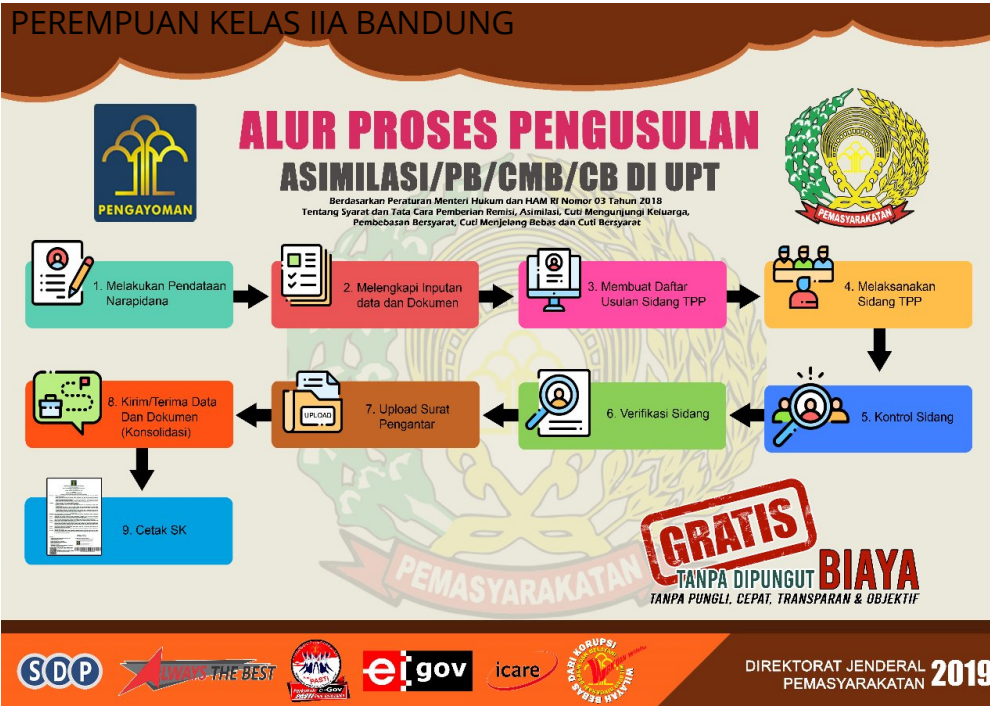 PEREMPUAN KELAS IIA BANDUNG
PENGAYOMAN
ALUR PROSES PENGUSULAN
ASIMILASI/PB/CMB/CB DI UPT
Berdasarkan Peraturan Menteri Hukum dan HAM RI Nomor 03 Tahun 2018
Tentang Syarat dan Tata Cara Pemberian Remisi, Asimilasi, Cuti Mengunjungi Keluarga,
Pembebasan Bersyarat, Cuti Menjelang Bebas dan Cuti Bersyarat
PEMASYARAKATAN
1. Melakukan Pendataan
Narapidana
2. Melengkapi Inputan
data dan Dokumen
3. Membuat Daftar
Usulan Sidang TPP
4. Melaksanakan
Sidang TPP
5. Kontrol Sidang
6. Verifikasi Sidang
UPLOAD
7. Upload Surat
Pengantar
8. Kirim/Terima Data
Dan Dokumen
(Konsolidasi)
9. Cetak SK
PEMASYARAKATAN
GRATIS
TANPA DIPUNGUT BIAYA
TANPA PUNGLI, CEPAT, TRANSPARAN & OBJEKTIF
SDP
ALWAYS THE BEST
PASTI
e-Gov
e gov
icare
WILAYAH BEBAS DARI KORUPSI
DIREKTORAT JENDERAL
PEMASYARAKATAN
2019